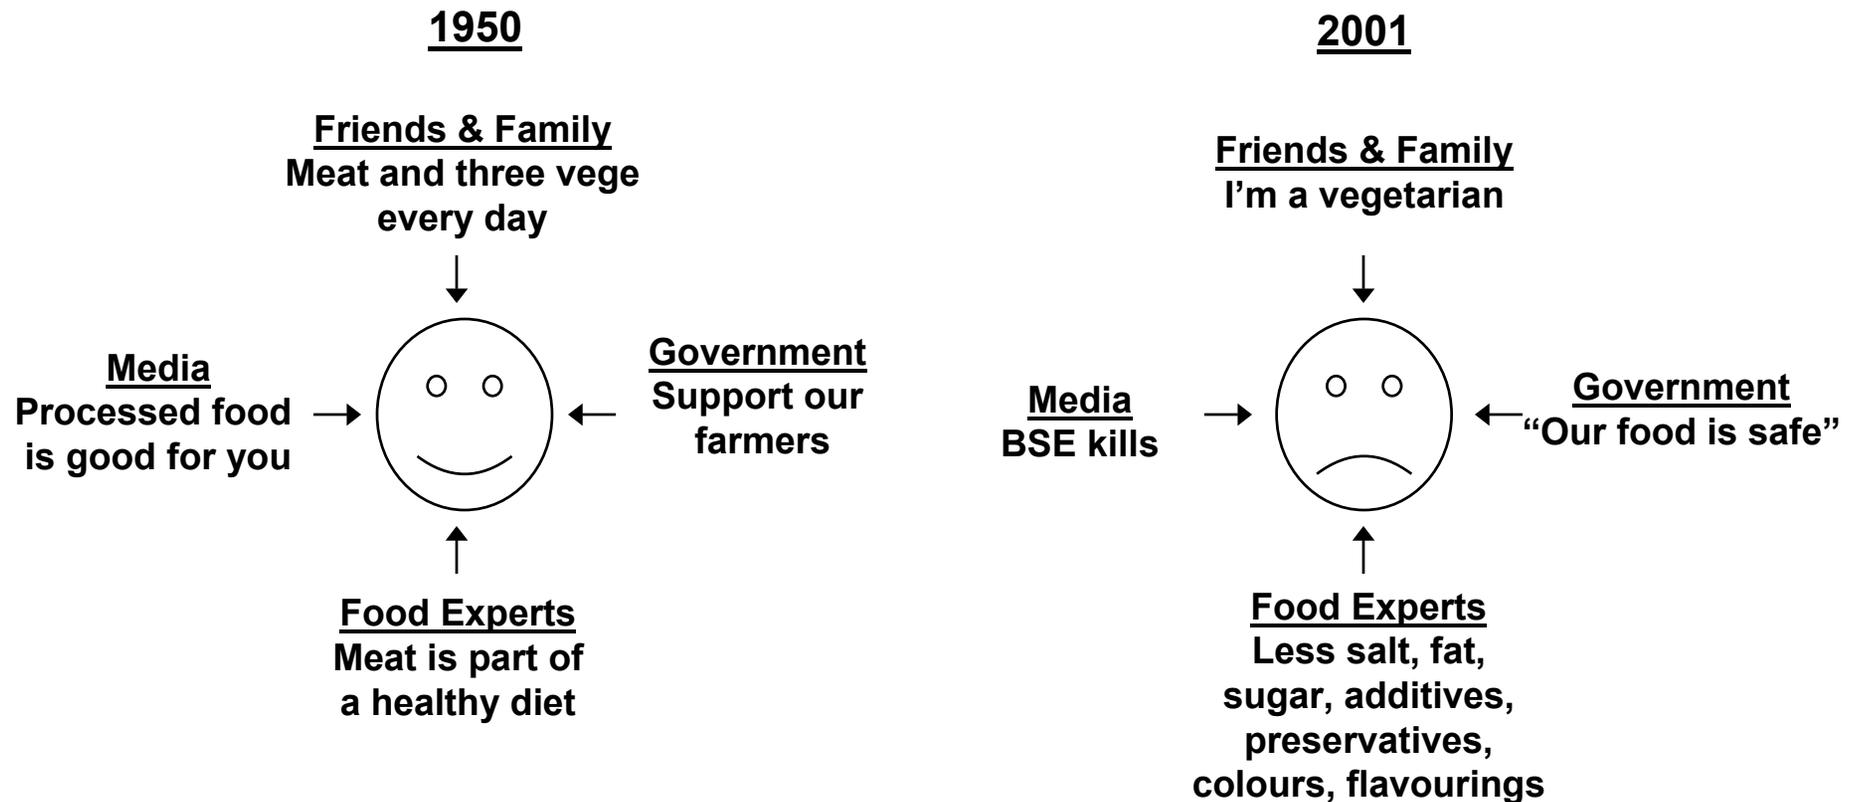 1950
Friends & Family
Meat and three vege
every day
Media
Processed food
is good for you
Government
Support our
farmers
Food Experts
Meat is part of
a healthy diet
2001
Friends & Family
I’m a vegetarian
Media
BSE kills
Government
“Our food is safe”
Food Experts
Less salt, fat,
sugar, additives,
preservatives,
colours, flavourings